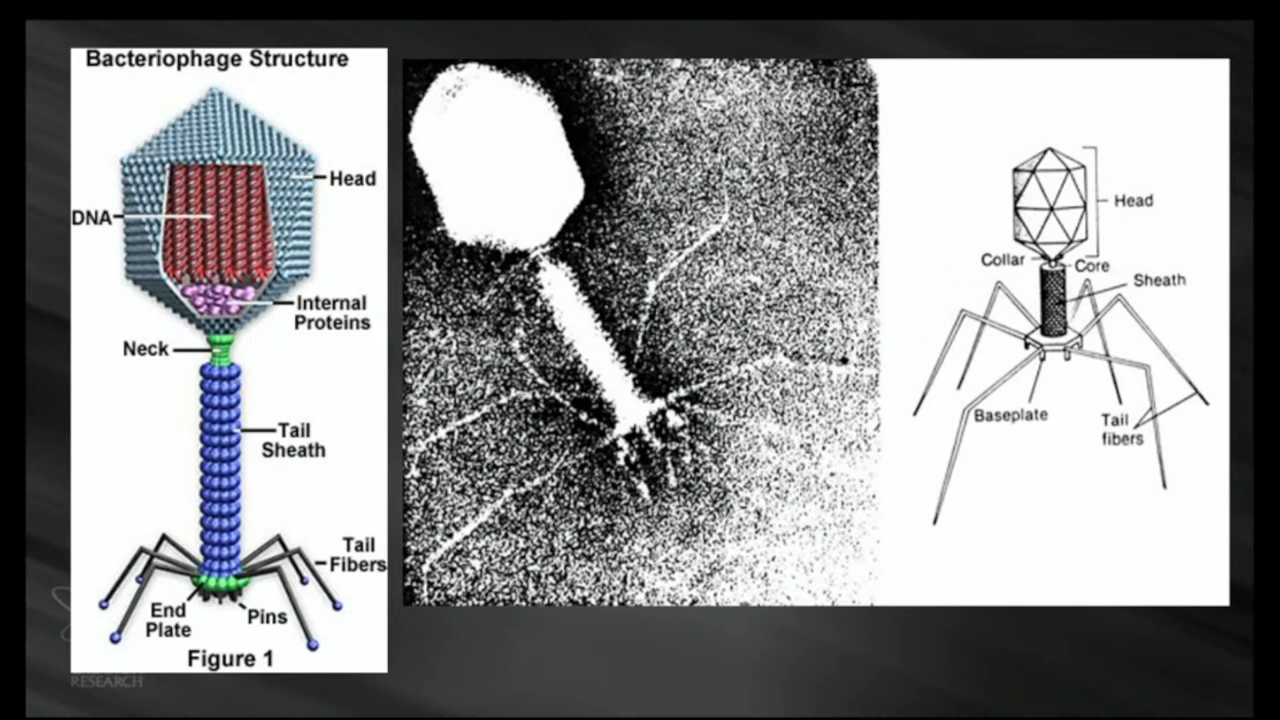 Bacteriophage Structure
Head
DNA
Internal
Proteins
Neck
Tail
Sheath
Tail
Fibers
End
Plate
Pins
Figure 1
RESEARCH
Head
Collar
Core
Sheath
Baseplate
Tail
fibers